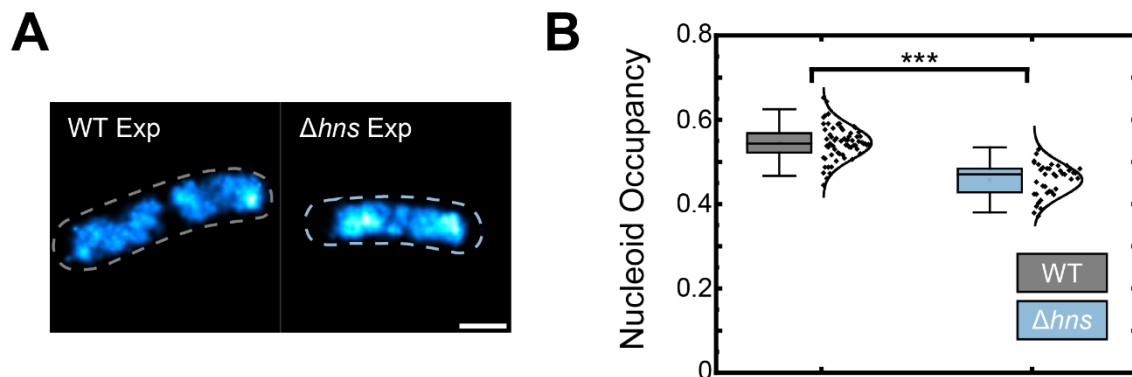 A
WT Exp
Δhns Exp
B
Nucleoid Occupancy
0.8
0.6
0.4
0.2
0
***
WT
Δhns